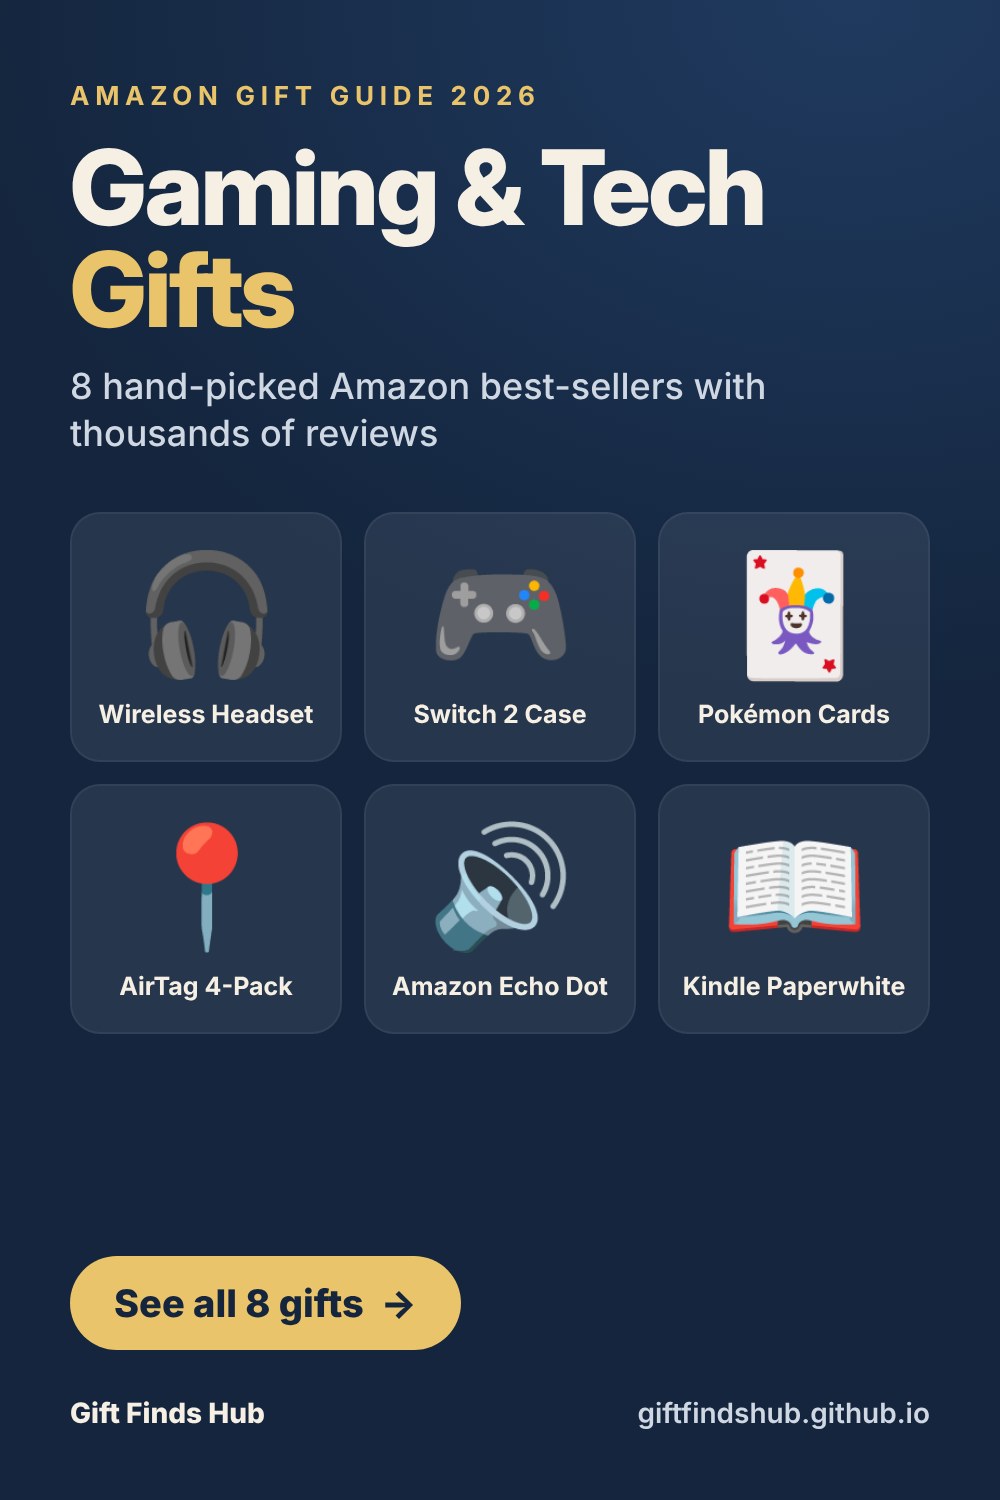 AMAZON GIFT GUIDE 2026
Gaming & Tech
Gifts
8 hand-picked Amazon best-sellers with
thousands of reviews
Wireless Headset
Switch 2 Case
Pokémon Cards
AirTag 4-Pack
Amazon Echo Dot
Kindle Paperwhite
See all 8 gifts →
Gift Finds Hub
giftfindshub.github.io